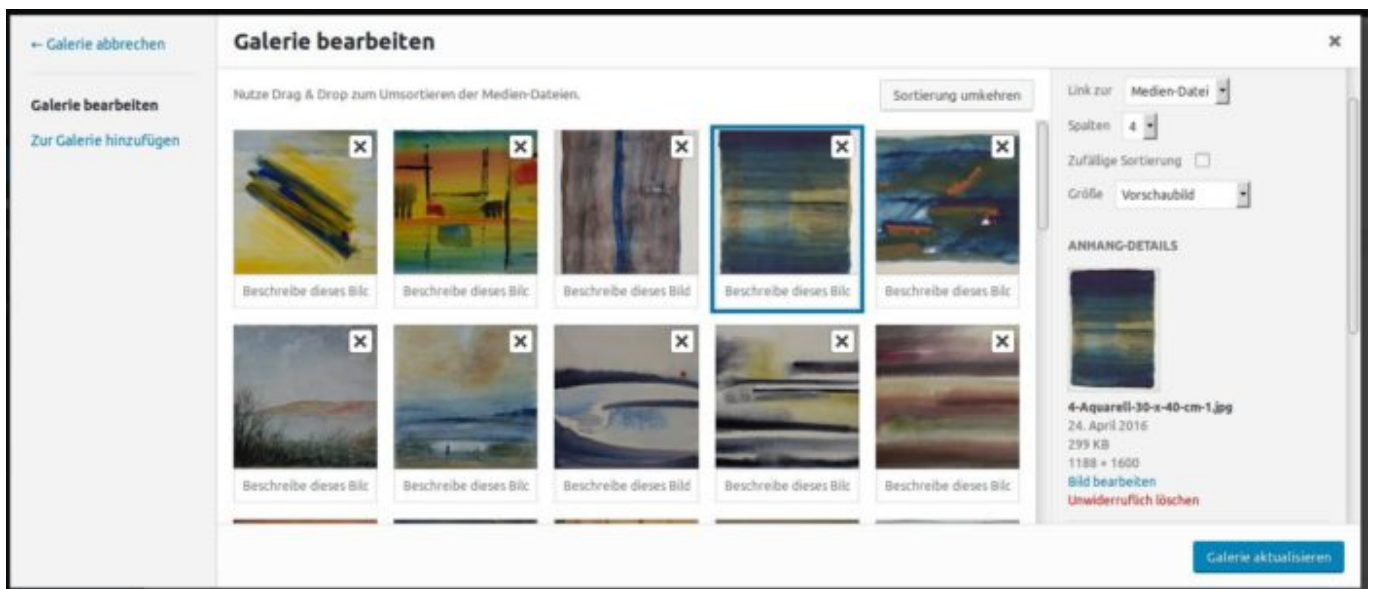 ← Galerie abbrechen
Galerie bearbeiten
Zur Galerie hinzufügen
Galerie bearbeiten
×
Nutze Drag & Drop zum Umsortieren der Medien-Dateien.
Sortierung umkehren
Beschreibe dieses Bilc
Beschreibe dieses Bilc
Beschreibe dieses Bild
Beschreibe dieses Bilc
Beschreibe dieses Bilc
Beschreibe dieses Bilc
Beschreibe dieses Bilc
Beschreibe dieses Bild
Beschreibe dieses Bilc
Beschreibe dieses Bilc
Link zur Medien-Datei
Spalten 4
Zufällige Sortierung
Größe Vorschaubild
ANHANG-DETAILS
4-Aquarell-30-x-40-cm-1.jpg
24. April 2016
299 KB
1188 × 1600
Bild bearbeiten
Unwiderruflich löschen
Galerie aktualisieren